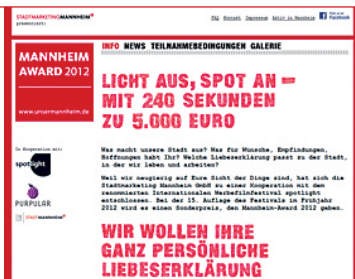 STADTMARKETINGMANNHEIM
präsentiert:
FAQ Kontakt Impressum Aktiv in Mannheim
Facebook
MANNHEIM
AWARD 2012
www.unsermannheim.de
INFO NEWS TEILNAHMEBEDINGUNGEN GALERIE
LICHT AUS, SPOT AN –
MIT 240 SEKUNDEN
ZU 5.000 EURO
Was macht unsere Stadt aus? Was für Wünsche, Empfindungen,
Hoffnungen habt Ihr? Welche Liebeserklärung passt zu der Stadt,
in der wir leben und arbeiten?
Weil wir neugierig auf Eure Sicht der Dinge sind, hat sich die
Stadtmarketing Mannheim GmbH zu einer Kooperation mit dem
renommierten Internationalen Werbefilmfestival spotlight
entschlossen. Bei der 15. Auflage des Festivals im Frühjahr
2012 wird es einen Sonderpreis, den Mannheim-Award 2012 geben.
WIR WOLLEN IHRE
GANZ PERSÖNLICHE
LIEBESERKLÄRUNG
In Kooperation mit:
spotlight
PURPULAR
STADTMANNHEIM